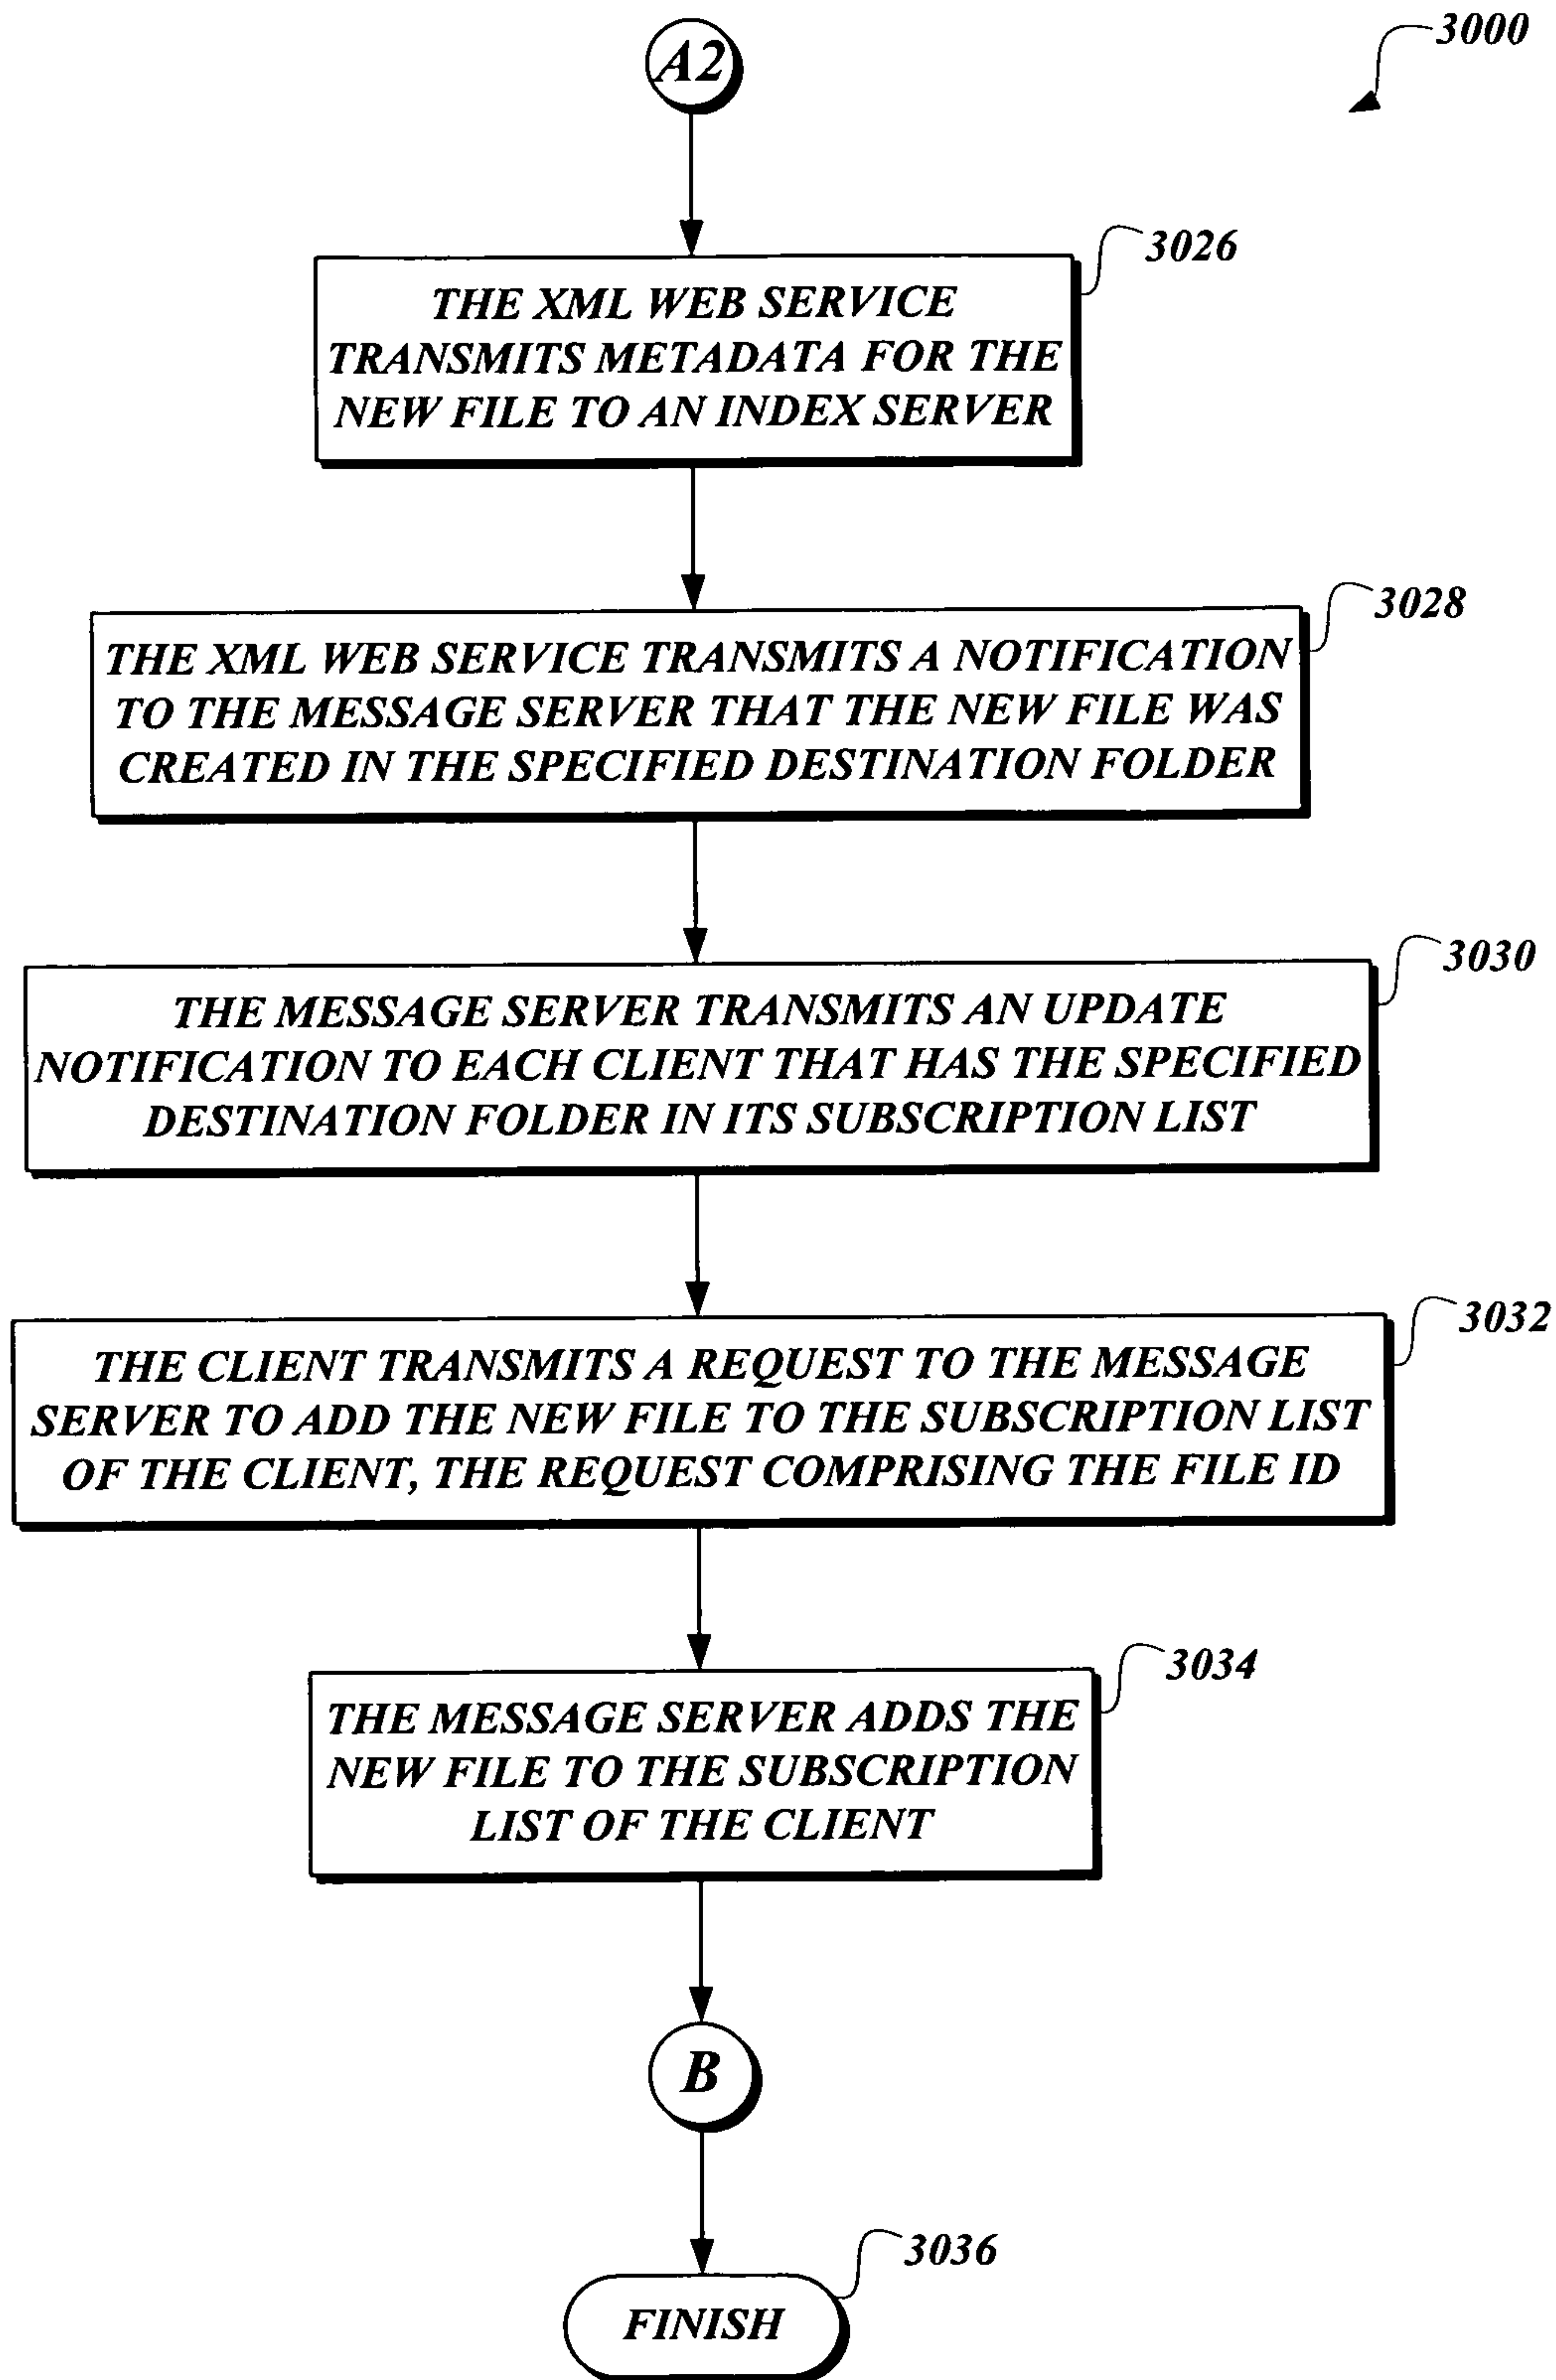 A2
3000
3026
THE XML WEB SERVICE
TRANSMITS METADATA FOR THE
NEW FILE TO AN INDEX SERVER
3028
THE XML WEB SERVICE TRANSMITS A NOTIFICATION
TO THE MESSAGE SERVER THAT THE NEW FILE WAS
CREATED IN THE SPECIFIED DESTINATION FOLDER
3030
THE MESSAGE SERVER TRANSMITS AN UPDATE
NOTIFICATION TO EACH CLIENT THAT HAS THE SPECIFIED
DESTINATION FOLDER IN ITS SUBSCRIPTION LIST
3032
THE CLIENT TRANSMITS A REQUEST TO THE MESSAGE
SERVER TO ADD THE NEW FILE TO THE SUBSCRIPTION LIST
OF THE CLIENT, THE REQUEST COMPRISING THE FILE ID
3034
THE MESSAGE SERVER ADDS THE
NEW FILE TO THE SUBSCRIPTION
LIST OF THE CLIENT
B
3036
FINISH